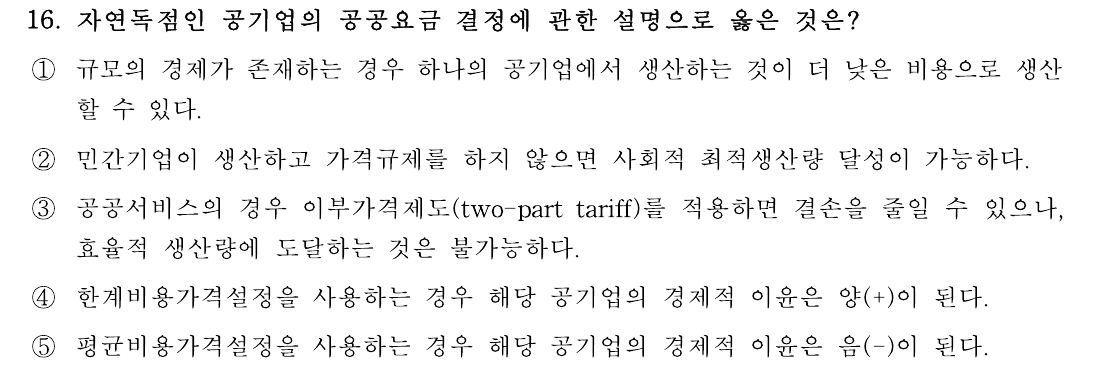 16. 자연독점인 공기업의 공공요금 결정에 관한 설명으로 옳은 것은?
① 규모의 경제가 존재하는 경우 하나의 공기업에서 생산하는 것이 더 낮은 비용으로 생산
할 수 있다.
② 민간기업이 생산하고 가격규제를 하지 않으면 사회적 최적생산량 달성이 가능하다.
③ 공공서비스의 경우 이부가격제도(two-part tariff)를 적용하면 결손을 줄일 수 있으나,
효율적 생산량에 도달하는 것은 불가능하다.
④ 한계비용가격설정을 사용하는 경우 해당 공기업의 경제적 이윤은 양(+)이 된다.
⑤ 평균비용가격설정을 사용하는 경우 해당 공기업의 경제적 이윤은 음(-)이 된다.